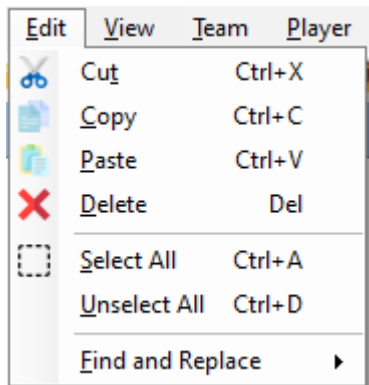 Edit View Team Player
Cut Ctrl+X
Copy Ctrl+C
Paste Ctrl+V
Delete Del
Select All Ctrl+A
Unselect All Ctrl+D
Find and Replace